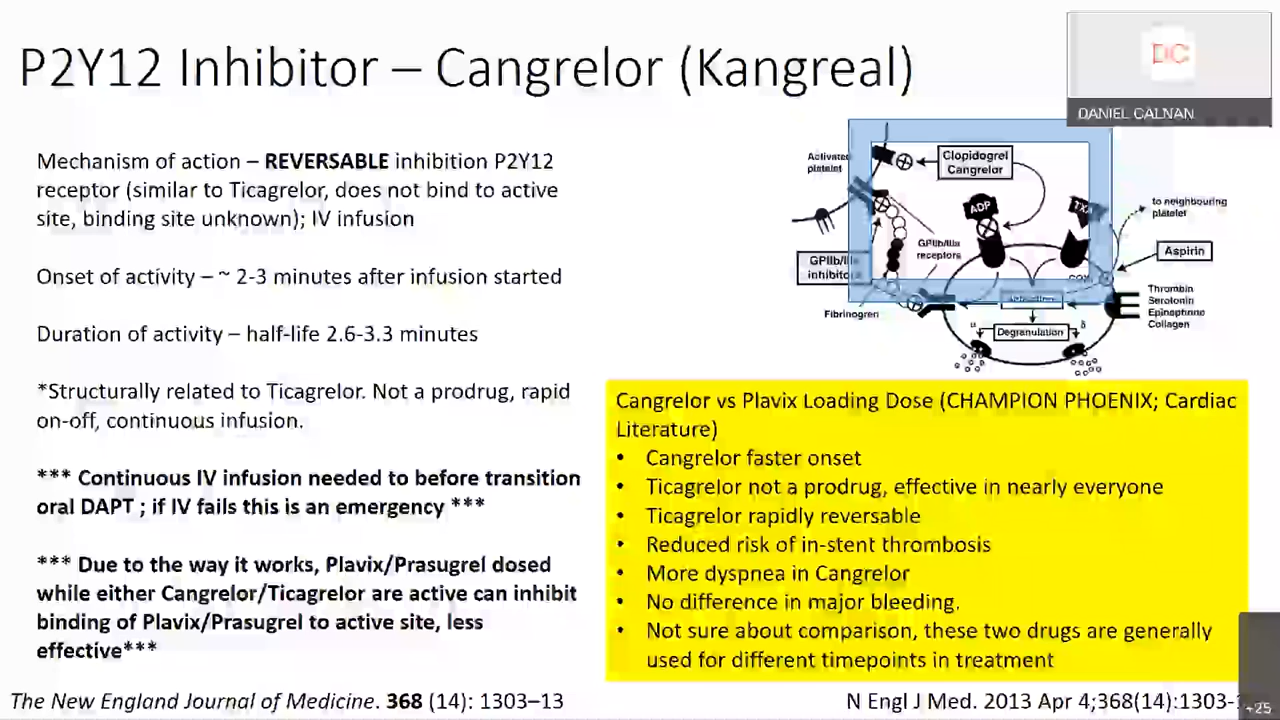 P2Y12 Inhibitor – Cangrelor (Kangreal)
DC
DANIEL CALNAN
Mechanism of action – REVERSABLE inhibition P2Y12
receptor (similar to Ticagrelor, does not bind to active
site, binding site unknown); IV infusion
Onset of activity – ~ 2-3 minutes after infusion started
Duration of activity – half-life 2.6-3.3 minutes
*Structurally related to Ticagrelor. Not a prodrug, rapid
on-off, continuous infusion.
*** Continuous IV infusion needed to before transition
oral DAPT ; if IV fails this is an emergency ***
*** Due to the way it works, Plavix/Prasugrel dosed
while either Cangrelor/Ticagrelor are active can inhibit
binding of Plavix/Prasugrel to active site, less
effective***
Activated
platelet
Clopidogrel
Cangrelor
ADP
TXA
to neighbouring
platelet
GPIIb/IIIa
receptors
Aspirin
GPIIb/IIIa
inhibitors
COX
Fibrinogen
Thrombin
Serotonin
Epinephrine
Collagen
α
δ
Degranulation
Cangrelor vs Plavix Loading Dose (CHAMPION PHOENIX; Cardiac
Literature)
• Cangrelor faster onset
• Ticagrelor not a prodrug, effective in nearly everyone
• Ticagrelor rapidly reversable
• Reduced risk of in-stent thrombosis
• More dyspnea in Cangrelor
• No difference in major bleeding.
• Not sure about comparison, these two drugs are generally
used for different timepoints in treatment
The New England Journal of Medicine. 368 (14): 1303–13
N Engl J Med. 2013 Apr 4;368(14):1303-
+25